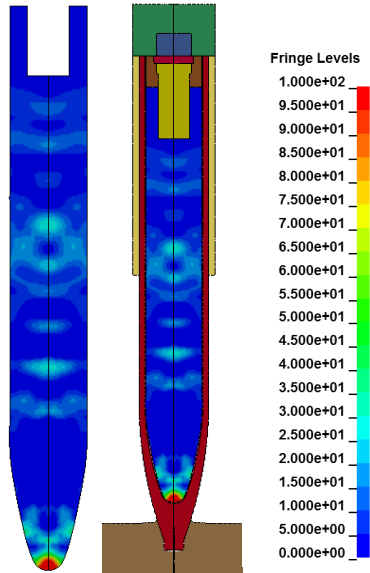 Fringe Levels
1.000e+02
9.500e+01
9.000e+01
8.500e+01
8.000e+01
7.500e+01
7.000e+01
6.500e+01
6.000e+01
5.500e+01
5.000e+01
4.500e+01
4.000e+01
3.500e+01
3.000e+01
2.500e+01
2.000e+01
1.500e+01
1.000e+01
5.000e+00
0.000e+00